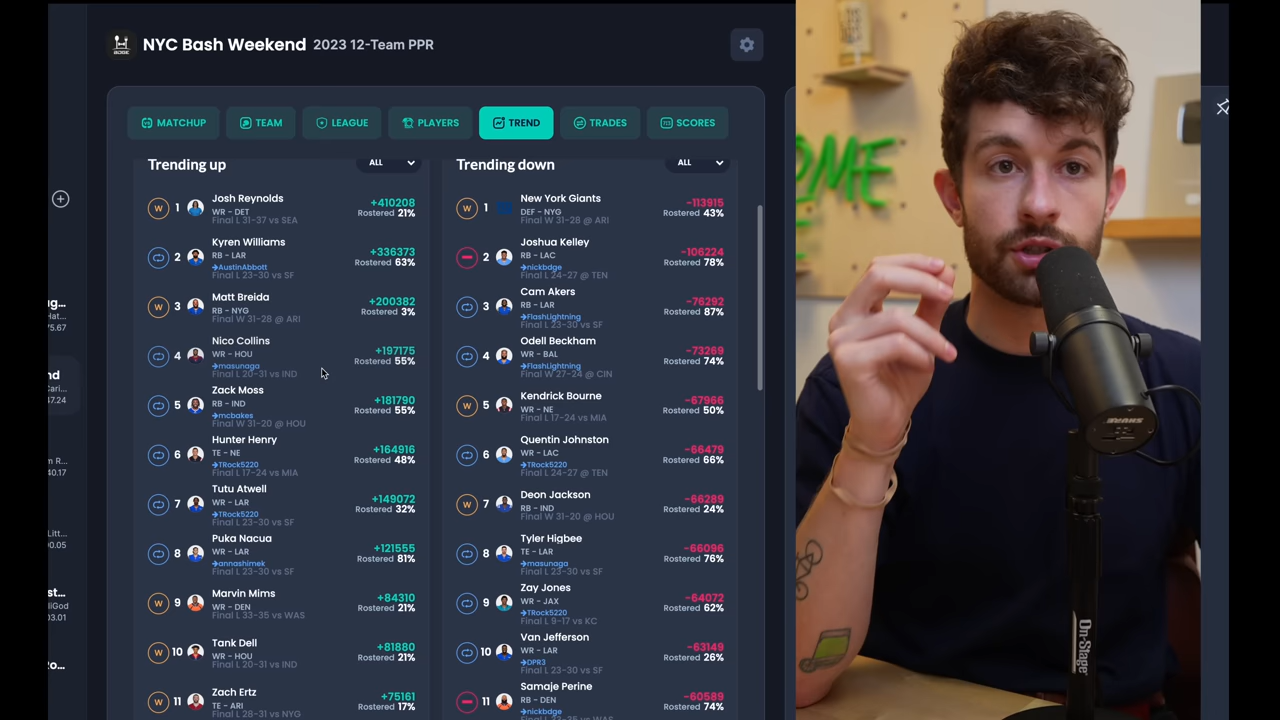 NYC Bash Weekend 2023 12-Team PPR
MATCHUP
TEAM
LEAGUE
PLAYERS
TREND
TRADES
SCORES
Trending up ALL
W 1 Josh Reynolds +410208
WR - DET Rostered 21%
Final L 31-37 vs SEA
2 Kyren Williams +336373
RB - LAR Rostered 63%
AustinAbbott
Final L 23-30 vs SF
W 3 Matt Breida +200382
RB - NYG Rostered 3%
Final W 31-28 @ ARI
4 Nico Collins +197175
WR - HOU Rostered 55%
masunaga
Final L 20-31 vs IND
5 Zack Moss +181790
RB - IND Rostered 55%
mcbakes
Final W 31-20 @ HOU
6 Hunter Henry +164916
TE - NE Rostered 48%
TRock5220
Final L 17-24 vs MIA
7 Tutu Atwell +149072
WR - LAR Rostered 32%
TRock5220
Final L 23-30 vs SF
8 Puka Nacua +121555
WR - LAR Rostered 81%
annashimek
Final L 23-30 vs SF
W 9 Marvin Mims +84310
WR - DEN Rostered 21%
Final L 33-35 vs WAS
W 10 Tank Dell +81880
WR - HOU Rostered 21%
Final L 20-31 vs IND
W 11 Zach Ertz +75161
TE - ARI Rostered 17%
Final L 28-31 vs NYG
Trending down ALL
W 1 New York Giants -113915
DEF - NYG Rostered 43%
Final W 31-28 @ ARI
2 Joshua Kelley -106224
RB - LAC Rostered 78%
nickbdge
Final L 24-27 @ TEN
3 Cam Akers -76292
RB - LAR Rostered 87%
FlashLightning
Final L 23-30 vs SF
4 Odell Beckham -73269
WR - BAL Rostered 74%
FlashLightning
Final W 27-24 @ CIN
W 5 Kendrick Bourne -67966
WR - NE Rostered 50%
Final L 17-24 vs MIA
6 Quentin Johnston -66479
WR - LAC Rostered 66%
TRock5220
Final L 24-27 @ TEN
W 7 Deon Jackson -66289
RB - IND Rostered 24%
Final W 31-20 @ HOU
8 Tyler Higbee -66096
TE - LAR Rostered 76%
masunaga
Final L 23-30 vs SF
9 Zay Jones -64072
WR - JAX Rostered 62%
TRock5220
Final L 9-17 vs KC
10 Van Jefferson -63149
WR - LAR Rostered 26%
DPR3
Final L 23-30 vs SF
11 Samaje Perine -60589
RB - DEN Rostered 74%
nickbdge
OME
SHURE
On-Stage